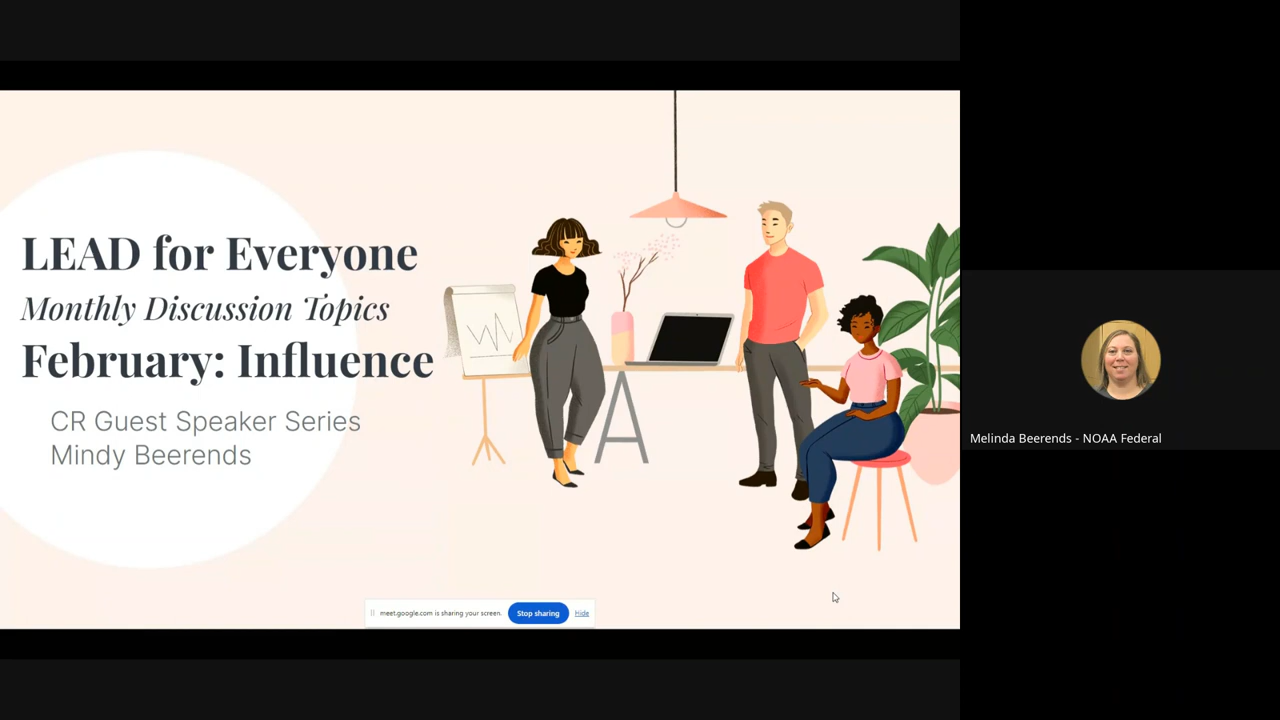 LEAD for Everyone
Monthly Discussion Topics
February: Influence
CR Guest Speaker Series
Mindy Beerends
meet.google.com is sharing your screen.
Stop sharing
Hide
Melinda Beerends - NOAA Federal